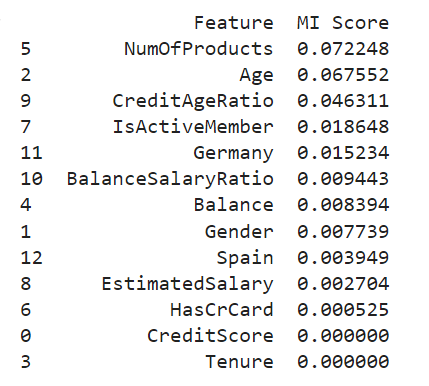 Feature MI Score
5 NumOfProducts 0.072248
2 Age 0.067552
9 CreditAgeRatio 0.046311
7 IsActiveMember 0.018648
11 Germany 0.015234
10 BalanceSalaryRatio 0.009443
4 Balance 0.008394
1 Gender 0.007739
12 Spain 0.003949
8 EstimatedSalary 0.002704
6 HasCrCard 0.000525
0 CreditScore 0.000000
3 Tenure 0.000000